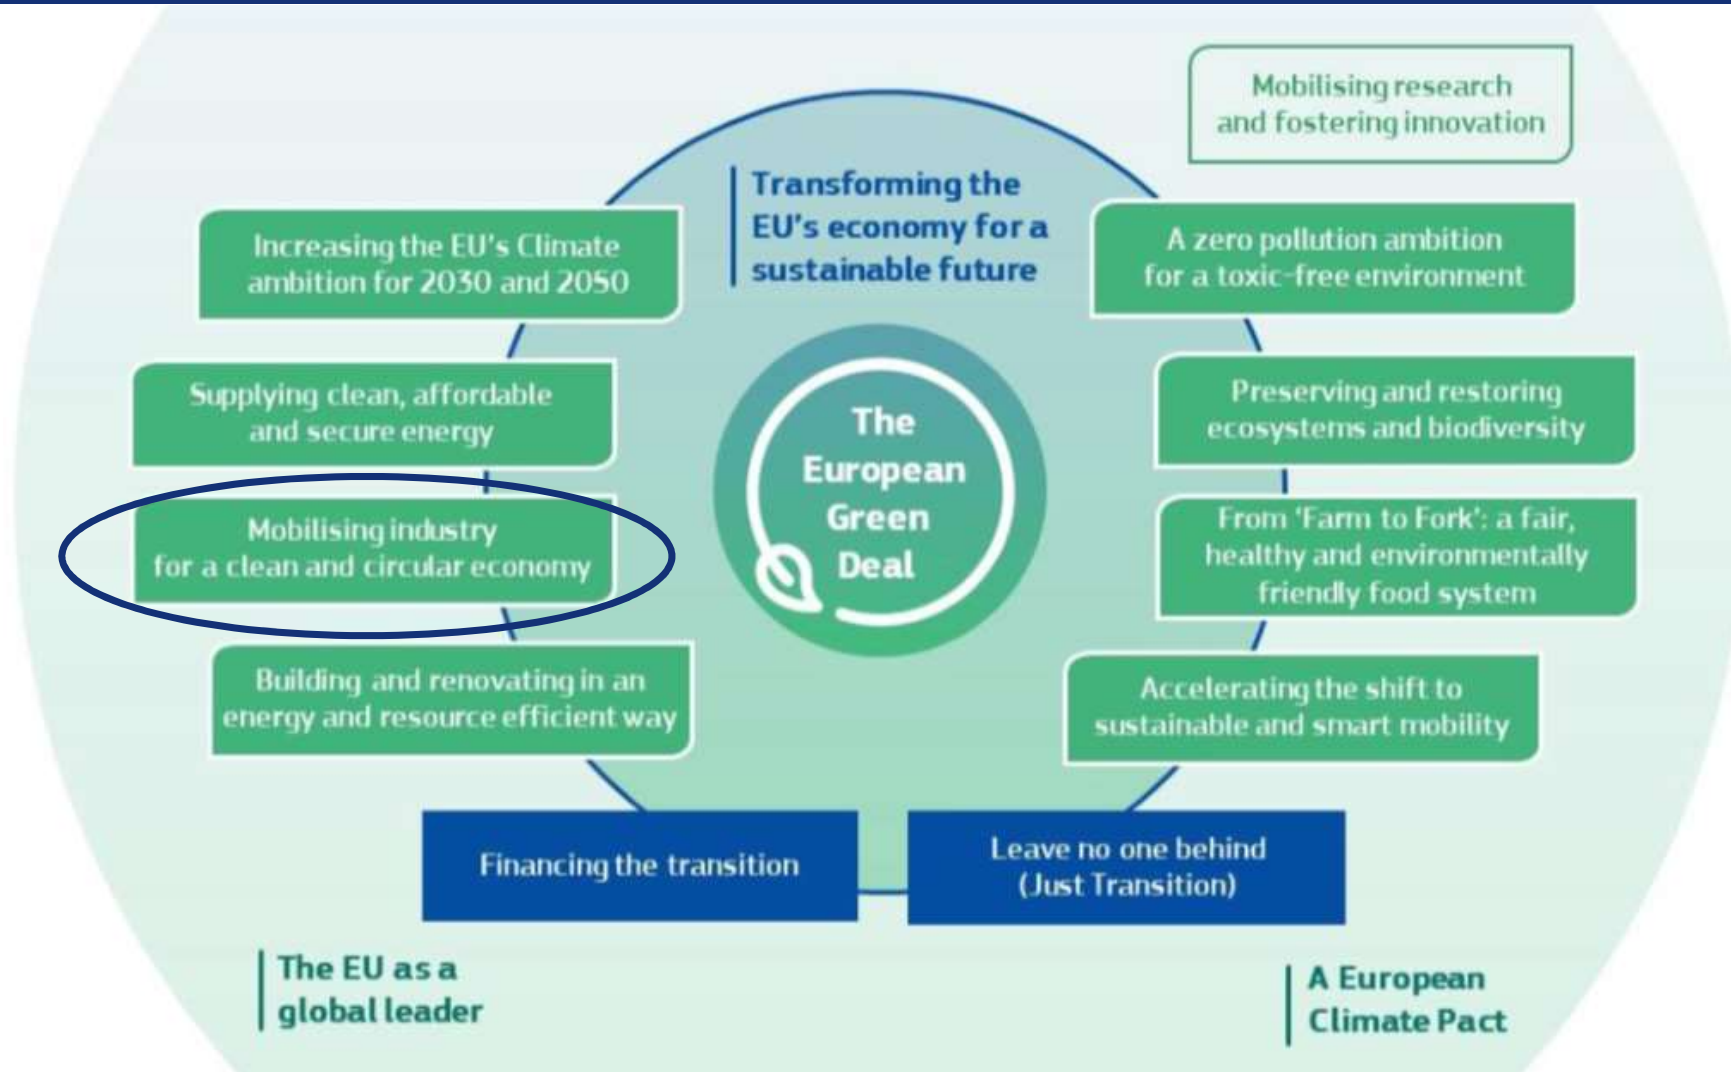 Mobilising research
and fostering innovation
Transforming the
EU's economy for a
sustainable future
Increasing the EU's Climate
ambition for 2030 and 2050
A zero pollution ambition
for a toxic-free environment
Supplying clean, affordable
and secure energy
Preserving and restoring
ecosystems and biodiversity
The
European
Green
Deal
Mobilising industry
for a clean and circular economy
From 'Farm to Fork': a fair,
healthy and environmentally
friendly food system
Building and renovating in an
energy and resource efficient way
Accelerating the shift to
sustainable and smart mobility
Financing the transition
Leave no one behind
(Just Transition)
The EU as a
global leader
A European
Climate Pact